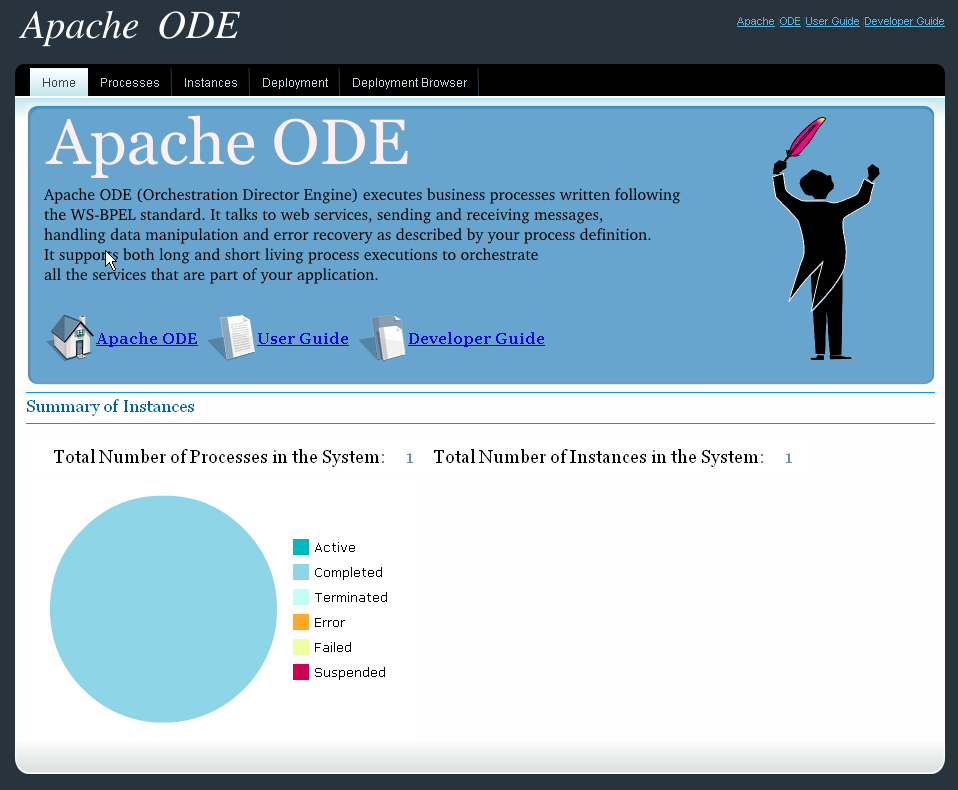 Apache ODE
Apache ODE User Guide Developer Guide
Home Processes Instances Deployment Deployment Browser
Apache ODE
Apache ODE (Orchestration Director Engine) executes business processes written following
the WS-BPEL standard. It talks to web services, sending and receiving messages,
handling data manipulation and error recovery as described by your process definition.
It supports both long and short living process executions to orchestrate
all the services that are part of your application.
Apache ODE User Guide Developer Guide
Summary of Instances
Total Number of Processes in the System: 1 Total Number of Instances in the System: 1
Active
Completed
Terminated
Error
Failed
Suspended